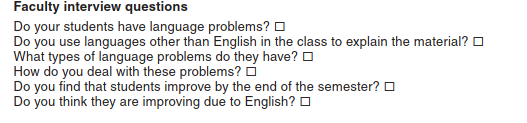 Faculty interview questions
Do your students have language problems? ☐
Do you use languages other than English in the class to explain the material? ☐
What types of language problems do they have? ☐
How do you deal with these problems? ☐
Do you find that students improve by the end of the semester? ☐
Do you think they are improving due to English? ☐